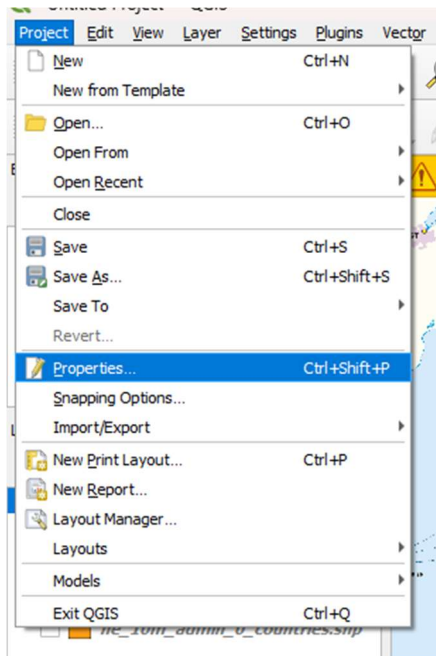 Untitled Project — QGIS
Project Edit View Layer Settings Plugins Vector
New Ctrl+N
New from Template
Open... Ctrl+O
Open From
Open Recent
Close
Save Ctrl+S
Save As... Ctrl+Shift+S
Save To
Revert...
Properties... Ctrl+Shift+P
Snapping Options...
Import/Export
New Print Layout... Ctrl+P
New Report...
Layout Manager...
Layouts
Models
Exit QGIS Ctrl+Q
ne_10m_admin_0_countries.shp